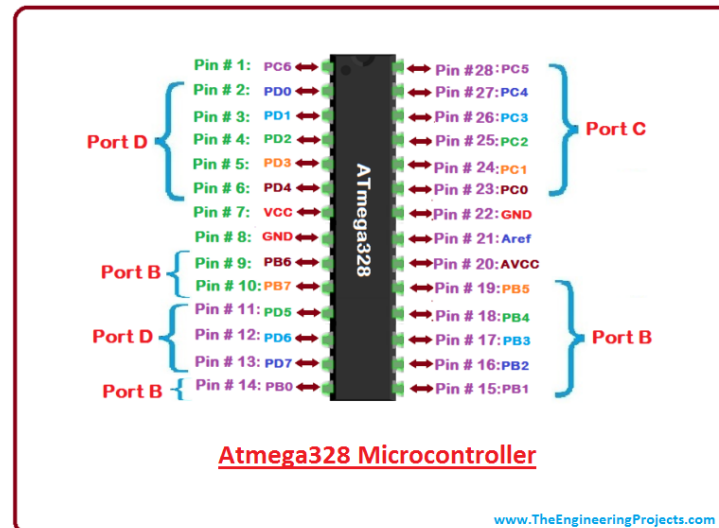 Pin # 1: PC6
Pin # 2: PD0
Pin # 3: PD1
Pin # 4: PD2
Pin # 5: PD3
Pin # 6: PD4
Port D
Pin # 7: VCC
Pin # 8: GND
Pin # 9: PB6
Pin # 10: PB7
Port B
Pin # 11: PD5
Pin # 12: PD6
Pin # 13: PD7
Port D
Pin # 14: PB0
Port B
ATmega328
Pin #28: PC5
Pin #27: PC4
Pin # 26: PC3
Pin # 25: PC2
Pin # 24: PC1
Pin # 23: PC0
Port C
Pin # 22: GND
Pin # 21: Aref
Pin # 20: AVCC
Pin # 19: PB5
Pin # 18: PB4
Pin # 17: PB3
Pin # 16: PB2
Pin # 15: PB1
Port B
Atmega328 Microcontroller
www.TheEngineeringProjects.com